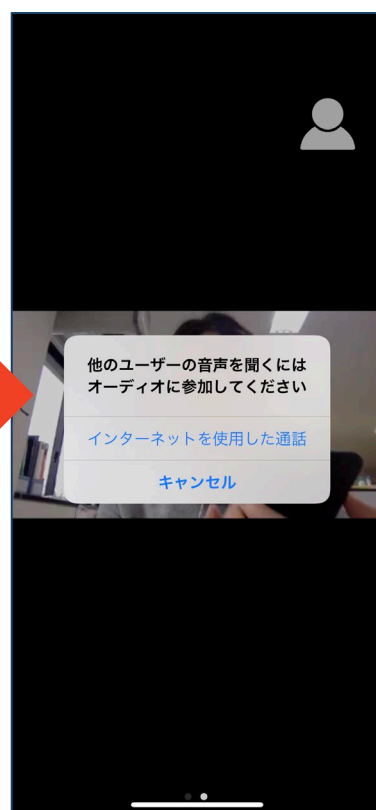 他のユーザーの音声を聞くには
オーディオに参加してください
インターネットを使用した通話
キャンセル